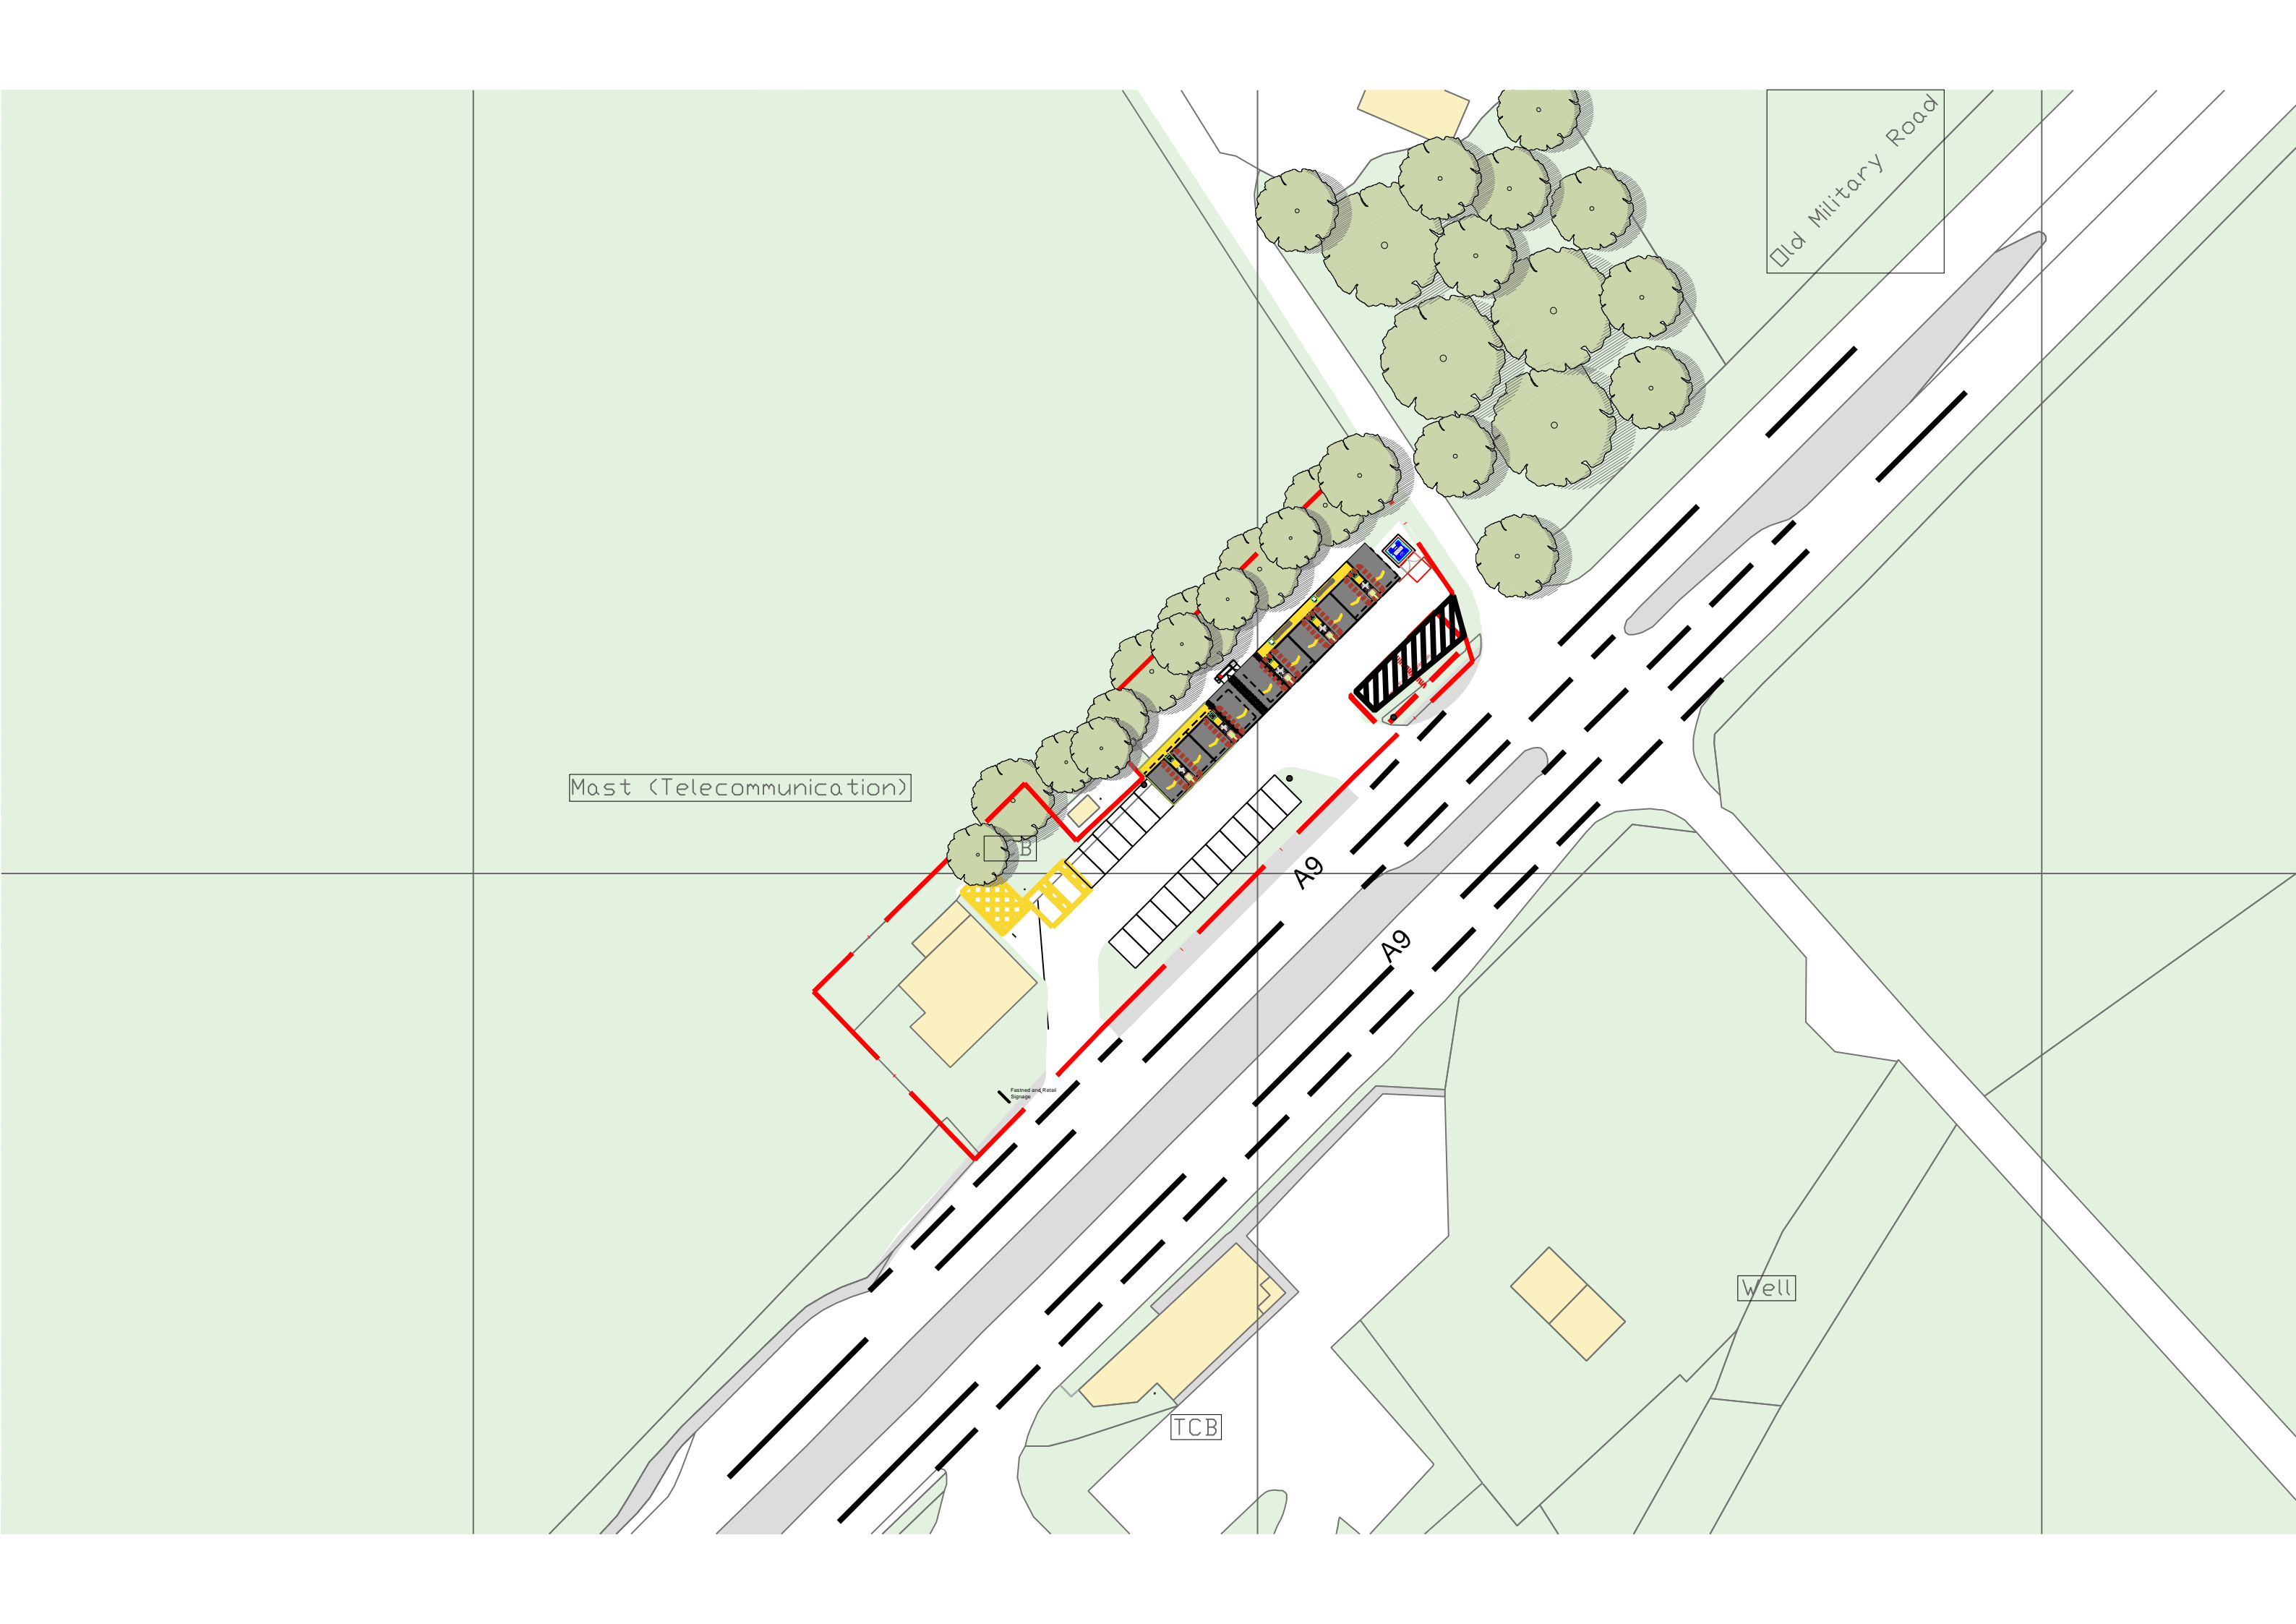 Old Military Road
Mast (Telecommunication)
A9
A9
Fastned and Retail
Signage
Well
TCB